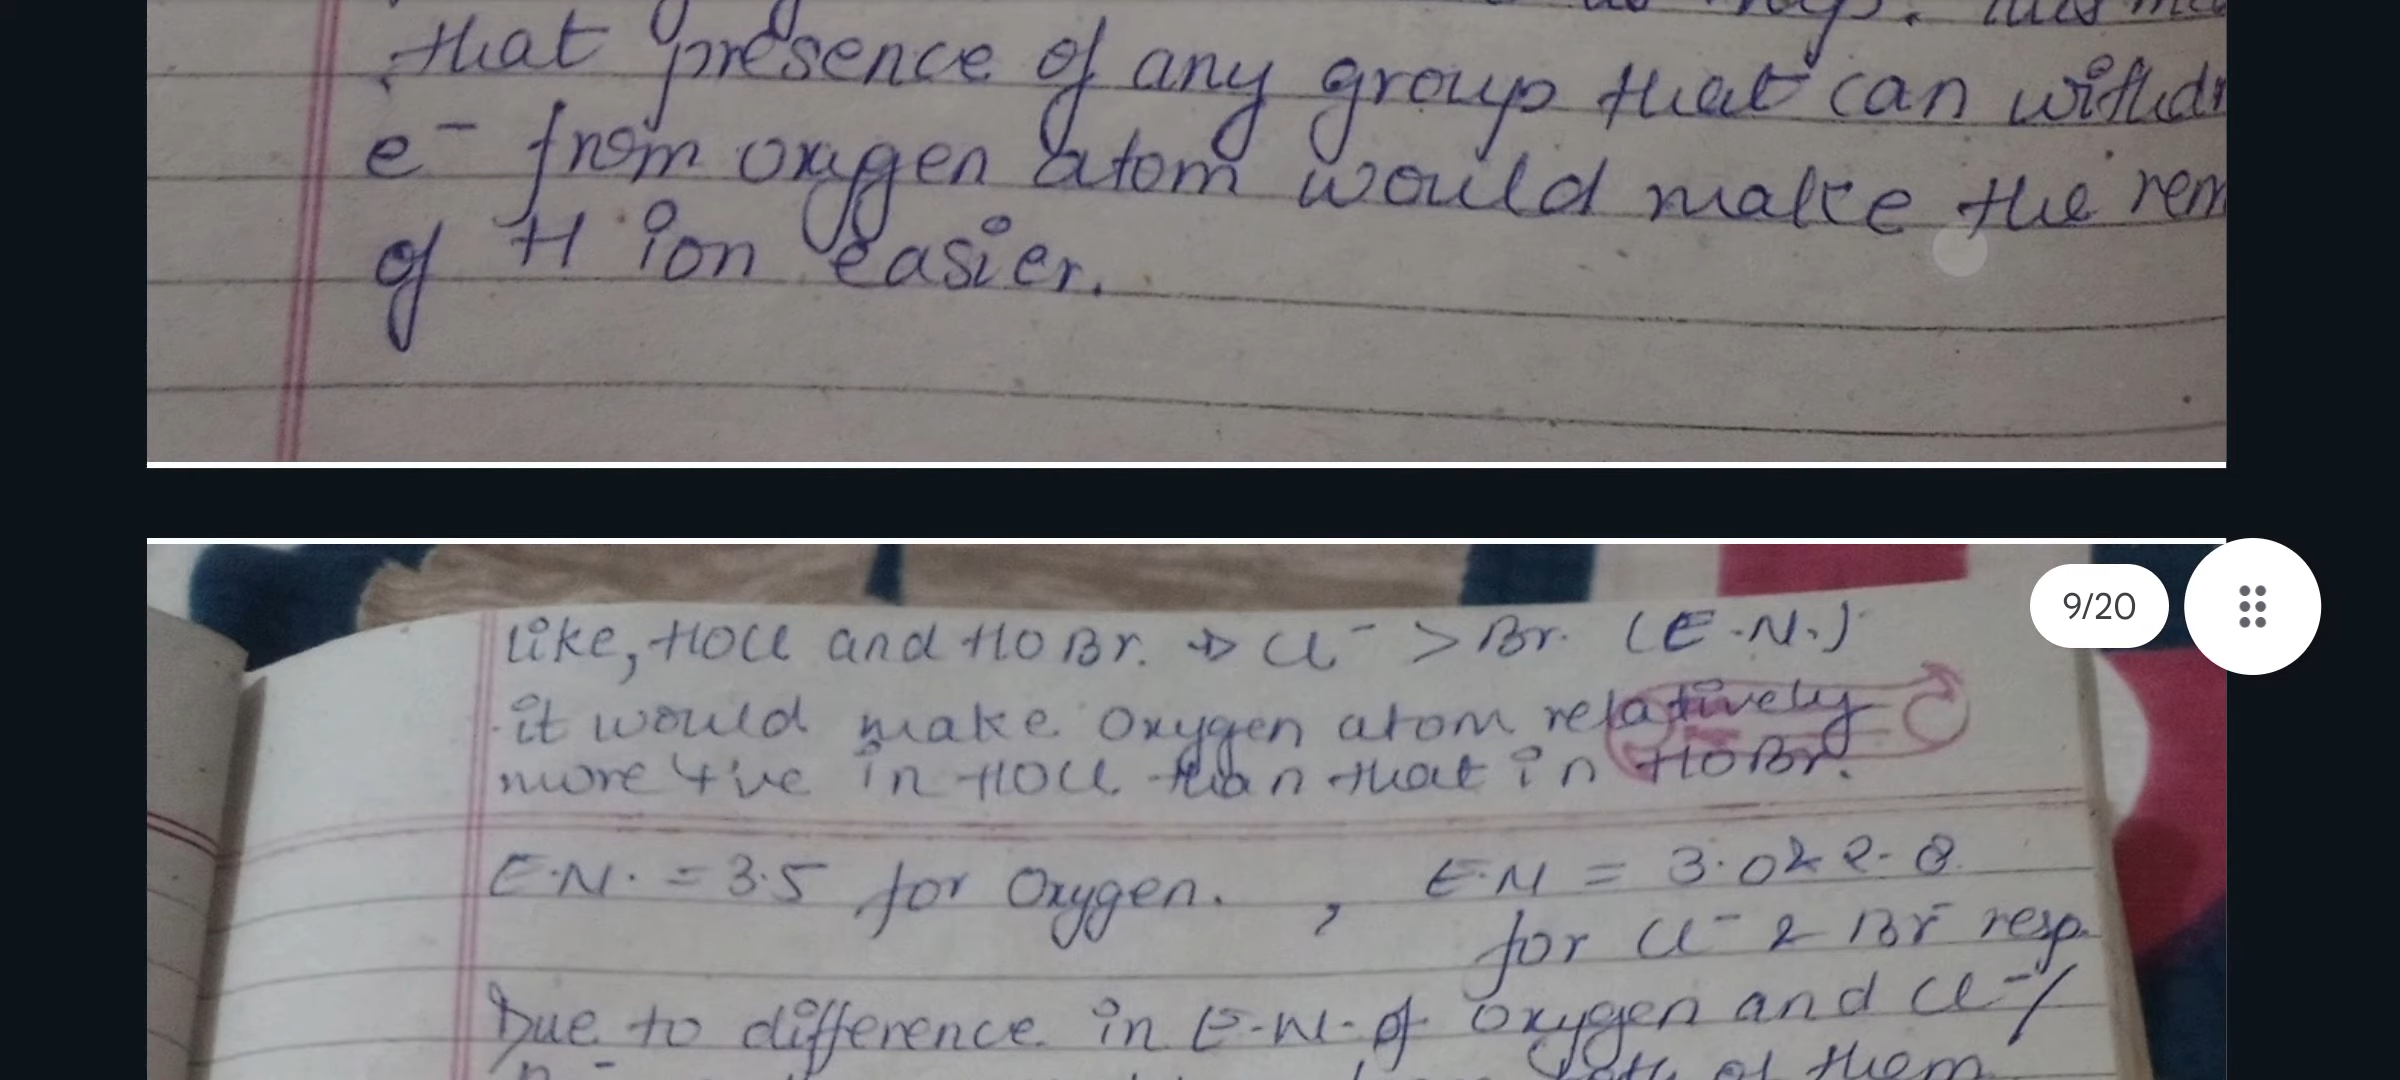 that presence of any group that can withdr
e⁻ from oxygen atom would make the rem
of H ion easier.
9/20
like, HOCl and HOBr. ⇒ Cl⁻ > Br. (E.N.)
it would make oxygen atom relatively
more +ive in HOCl than that in HOBr.
E.N. = 3.5 for Oxygen. , E.N = 3.0 & 2.8
for Cl⁻ & Br⁻ resp.
Due to difference in E.N. of oxygen and Cl⁻/
of them